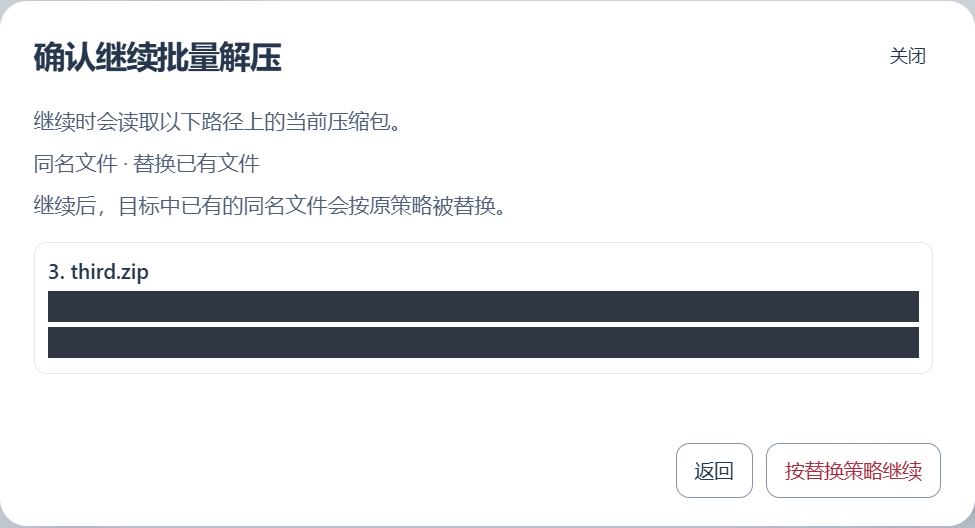 确认继续批量解压
关闭
继续时会读取以下路径上的当前压缩包。
同名文件 · 替换已有文件
继续后，目标中已有的同名文件会按原策略被替换。
3. third.zip
返回
按替换策略继续